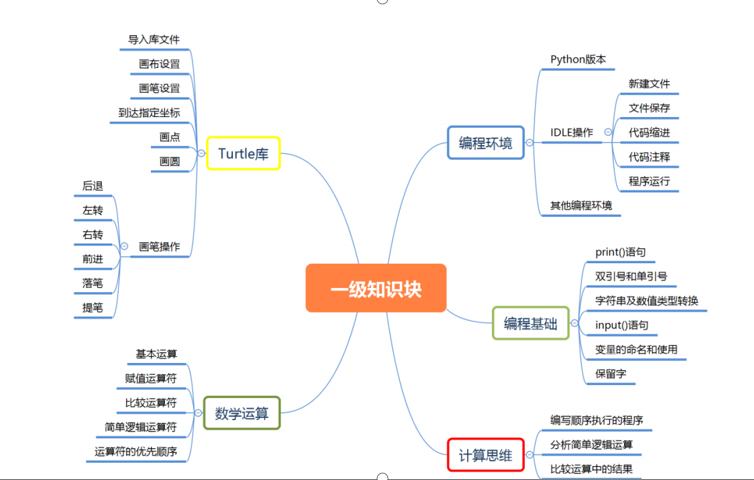 一级知识块
编程环境
Python版本
IDLE操作
新建文件
文件保存
代码缩进
代码注释
程序运行
其他编程环境
编程基础
print()语句
双引号和单引号
字符串及数值类型转换
input()语句
变量的命名和使用
保留字
计算思维
编写顺序执行的程序
分析简单逻辑运算
比较运算中的结果
Turtle库
导入库文件
画布设置
画笔设置
到达指定坐标
画点
画圆
画笔操作
后退
左转
右转
前进
落笔
提笔
数学运算
基本运算
赋值运算符
比较运算符
简单逻辑运算符
运算符的优先顺序